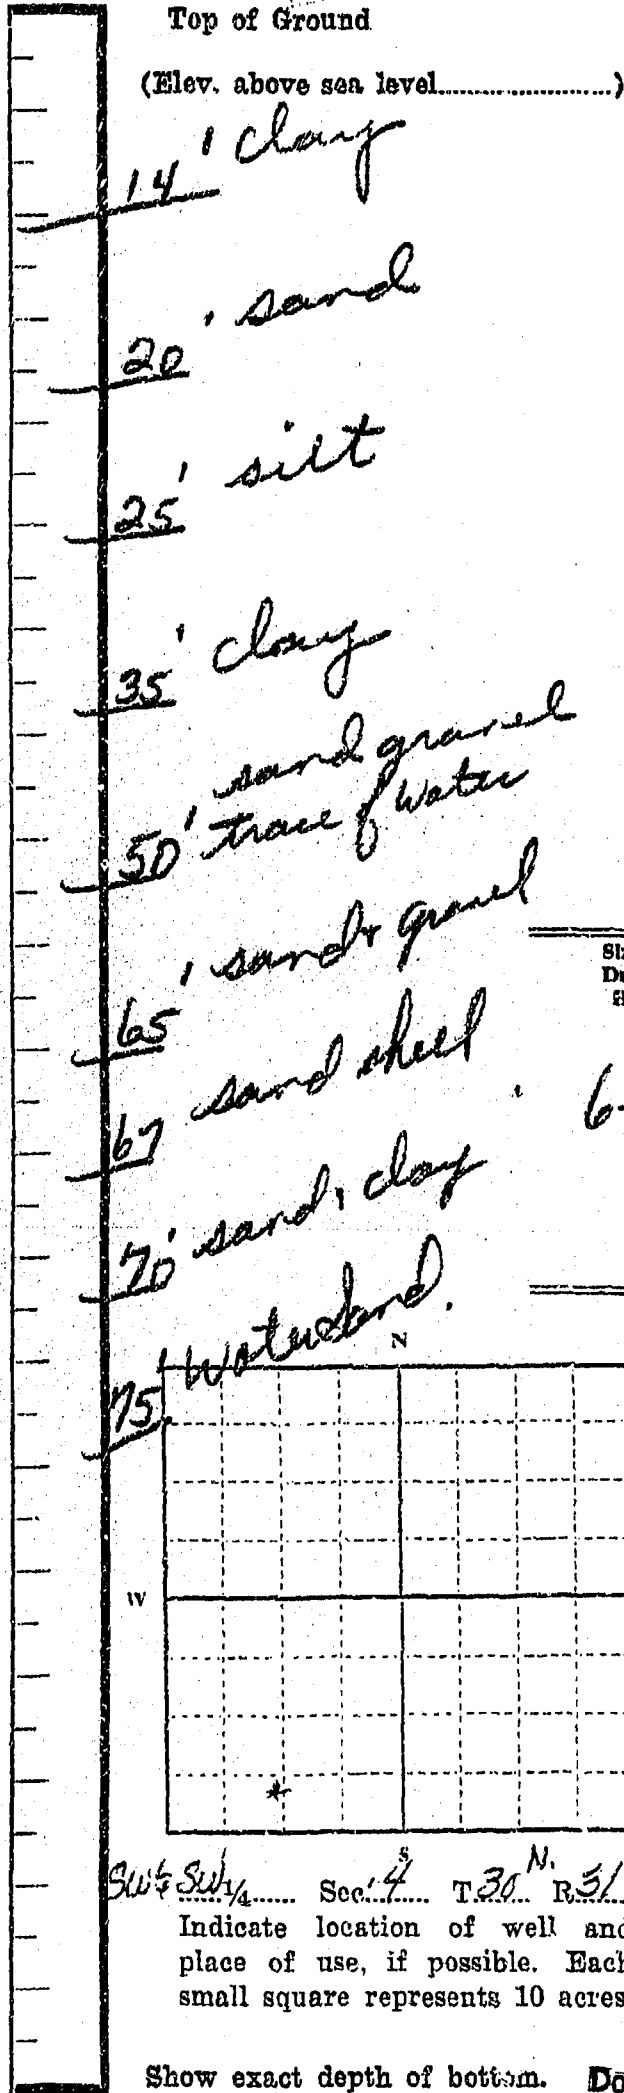 Top of Ground
(Elev. above sea level......................)
14' clay
20' sand
25' silt
35' clay
sand gravel
50' trace of water
65' sand & gravel
67 sand
70' sand, clay
75' Water Sand.
6
N
W
S
SW¼ SW¼ Sec. 4 T. 30 N. R. 31
Indicate location of well and
place of use, if possible. Each
small square represents 10 acres
Show exact depth of bottom. Do